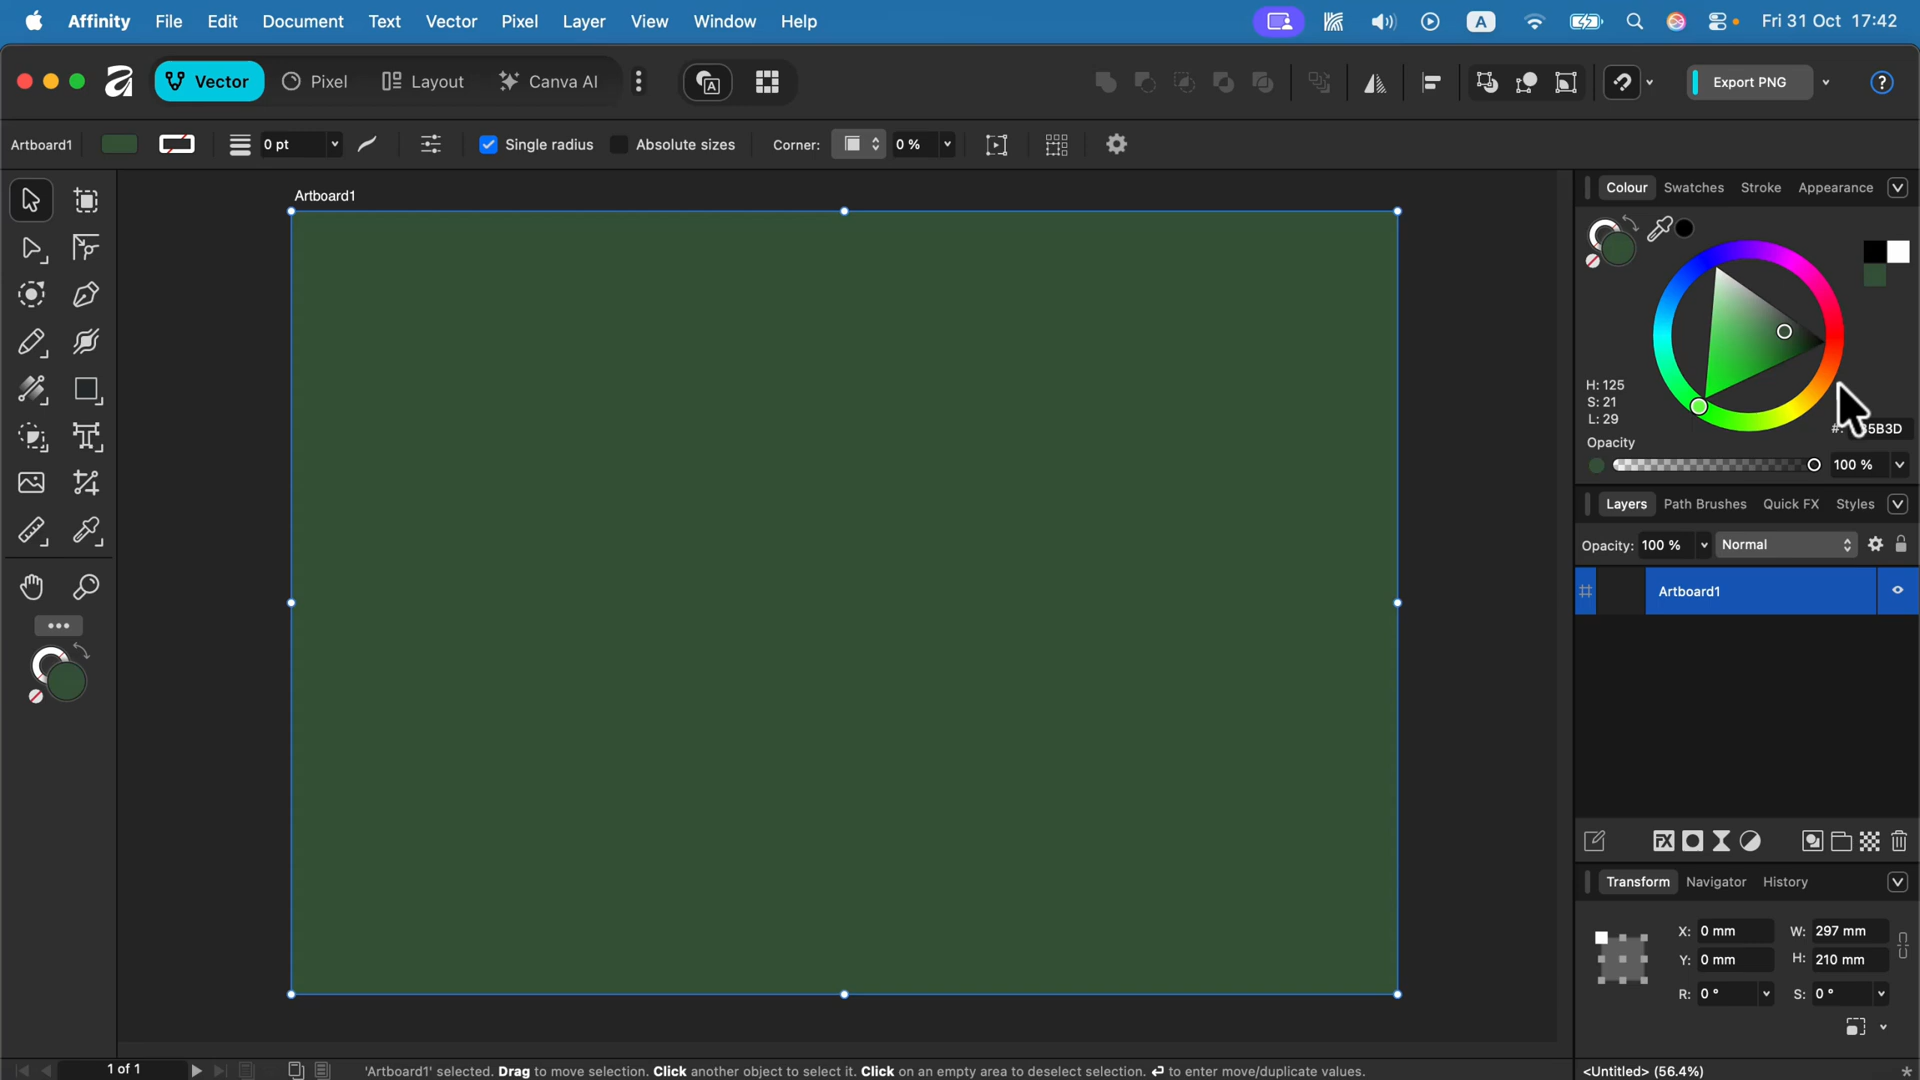 Affinity File Edit Document Text Vector Pixel Layer View Window Help A Fri 31 Oct 17:42
Vector Pixel Layout Canva AI A Export PNG ?
Artboard1 0 pt Single radius Absolute sizes Corner: 0 %
Artboard1
Colour Swatches Stroke Appearance
H: 125
S: 21
L: 29
Opacity
100 %
Layers Path Brushes Quick FX Styles
Opacity: 100 % Normal
Artboard1
FX
Transform Navigator History
X: 0 mm W: 297 mm
Y: 0 mm H: 210 mm
R: 0 ° S: 0 °
1 of 1 'Artboard1' selected. Drag to move selection. Click another object to select it. Click on an empty area to deselect selection. ↵ to enter move/duplicate values. <Untitled> (56.4%) *